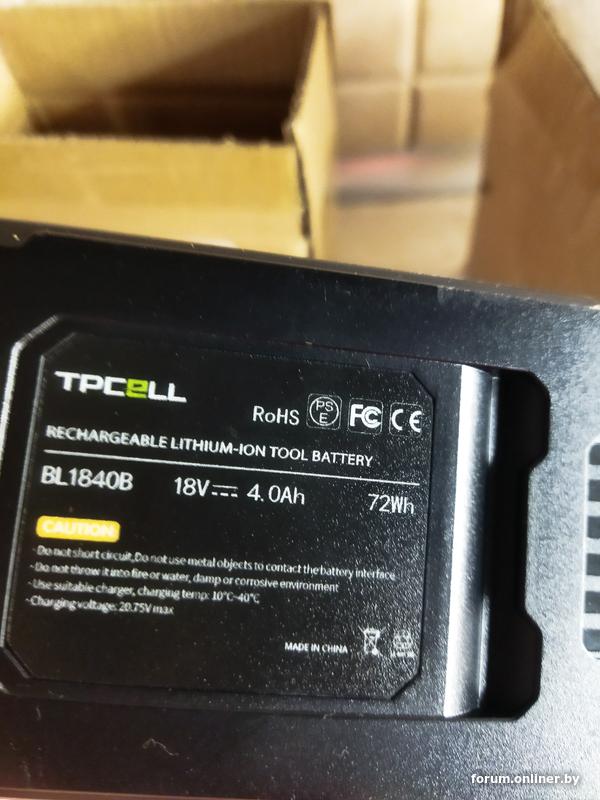 TPCELL
RoHS PSE FC CE
RECHARGEABLE LITHIUM-ION TOOL BATTERY
BL1840B 18V⎓ 4.0Ah 72Wh
CAUTION
-Do not short circuit,Do not use metal objects to contact the battery interface
-Do not throw it into fire or water, damp or corrosive environment
-Use suitable charger, charging temp: 10°C-40°C
-Charging voltage: 20.75V max
MADE IN CHINA
forum.onliner.by